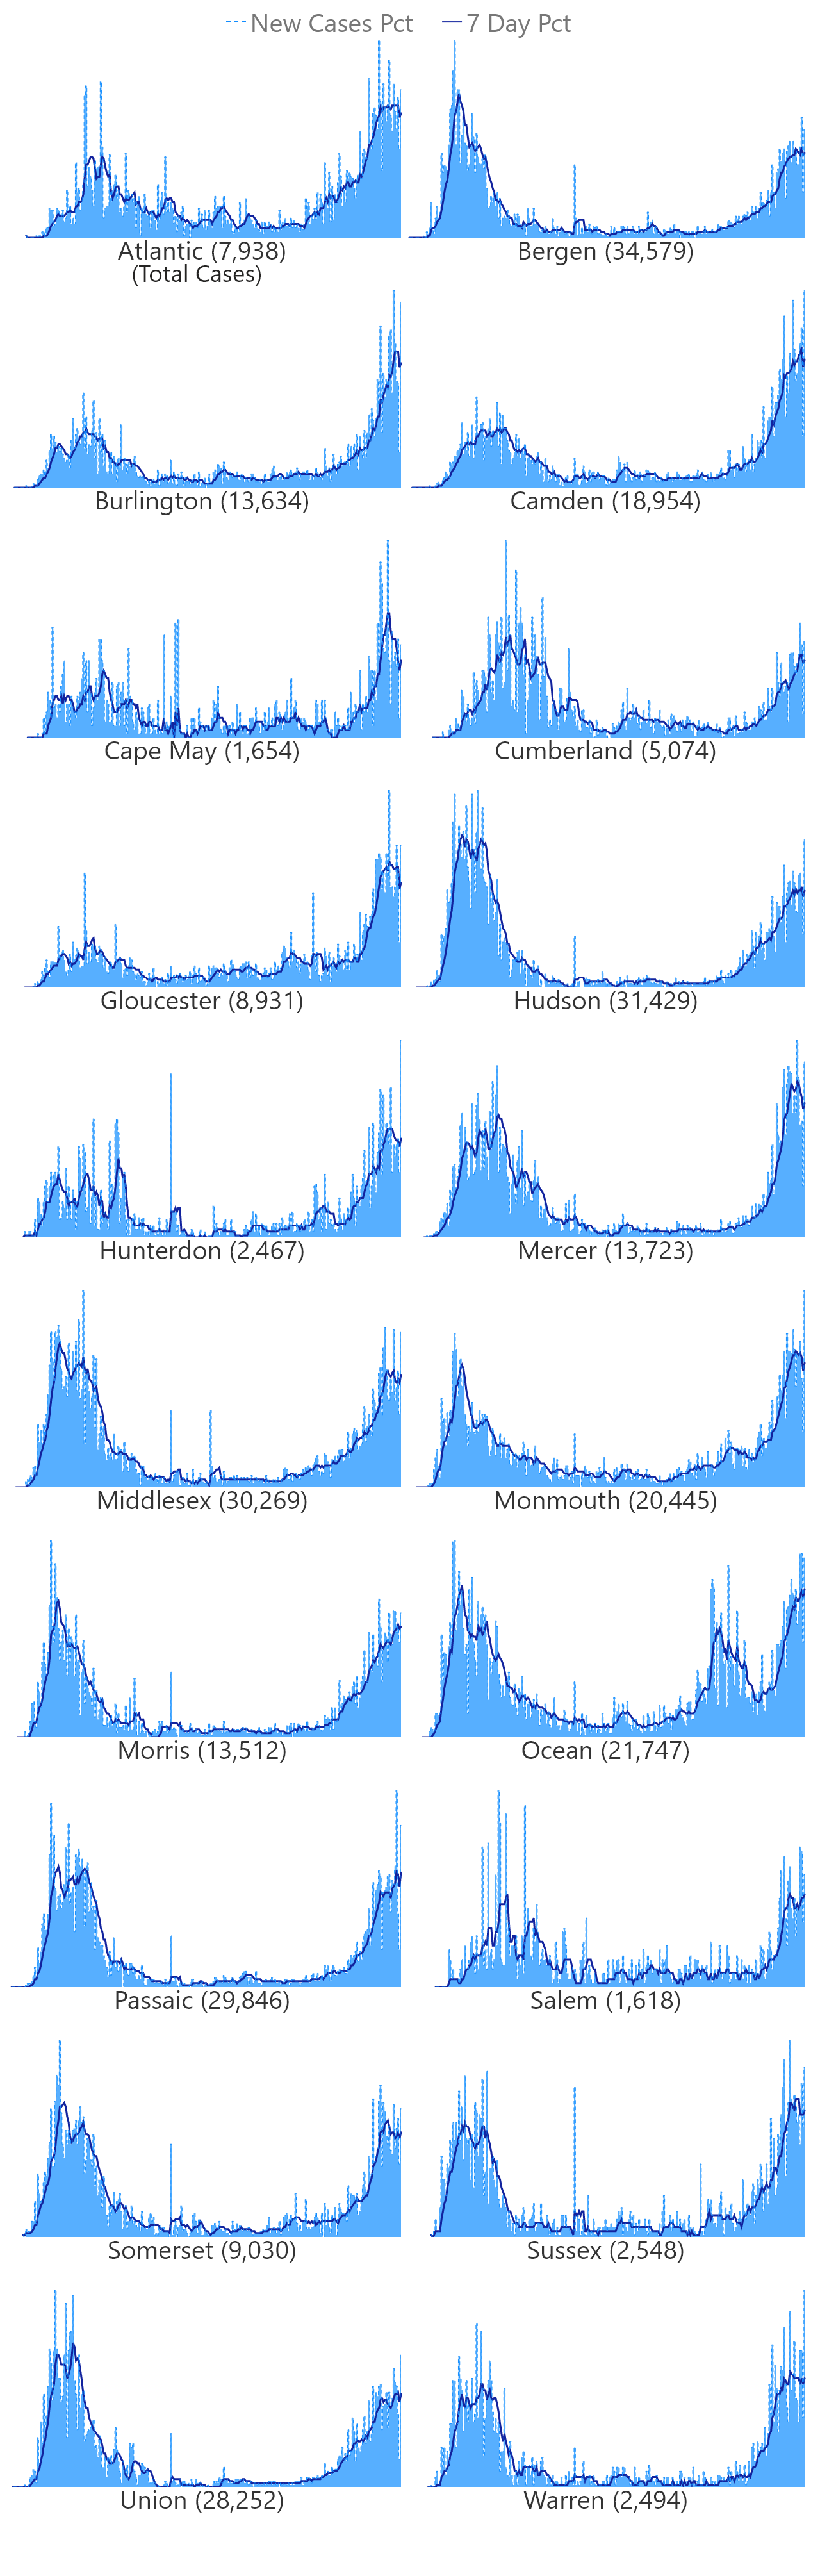 New Cases Pct 7 Day Pct
Atlantic (7,938) Bergen (34,579)
(Total Cases)
Burlington (13,634) Camden (18,954)
Cape May (1,654) Cumberland (5,074)
Gloucester (8,931) Hudson (31,429)
Hunterdon (2,467) Mercer (13,723)
Middlesex (30,269) Monmouth (20,445)
Morris (13,512) Ocean (21,747)
Passaic (29,846) Salem (1,618)
Somerset (9,030) Sussex (2,548)
Union (28,252) Warren (2,494)